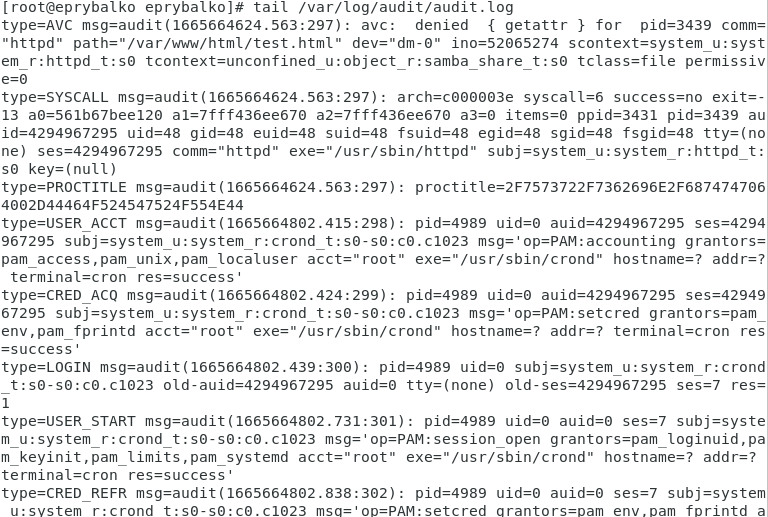 [root@eprybalko eprybalko]# tail /var/log/audit/audit.log
type=AVC msg=audit(1665664624.563:297): avc:  denied  { getattr } for  pid=3439 comm=
"httpd" path="/var/www/html/test.html" dev="dm-0" ino=52065274 scontext=system_u:syst
em_r:httpd_t:s0 tcontext=unconfined_u:object_r:samba_share_t:s0 tclass=file permissiv
e=0
type=SYSCALL msg=audit(1665664624.563:297): arch=c000003e syscall=6 success=no exit=-
13 a0=561b67bee120 a1=7fff436ee670 a2=7fff436ee670 a3=0 items=0 ppid=3431 pid=3439 au
id=4294967295 uid=48 gid=48 euid=48 suid=48 fsuid=48 egid=48 sgid=48 fsgid=48 tty=(no
ne) ses=4294967295 comm="httpd" exe="/usr/sbin/httpd" subj=system_u:system_r:httpd_t:
s0 key=(null)
type=PROCTITLE msg=audit(1665664624.563:297): proctitle=2F7573722F7362696E2F687474706
4002D44464F524547524F554E44
type=USER_ACCT msg=audit(1665664802.415:298): pid=4989 uid=0 auid=4294967295 ses=4294
967295 subj=system_u:system_r:crond_t:s0-s0:c0.c1023 msg='op=PAM:accounting grantors=
pam_access,pam_unix,pam_localuser acct="root" exe="/usr/sbin/crond" hostname=? addr=?
 terminal=cron res=success'
type=CRED_ACQ msg=audit(1665664802.424:299): pid=4989 uid=0 auid=4294967295 ses=42949
67295 subj=system_u:system_r:crond_t:s0-s0:c0.c1023 msg='op=PAM:setcred grantors=pam_
env,pam_fprintd acct="root" exe="/usr/sbin/crond" hostname=? addr=? terminal=cron res
=success'
type=LOGIN msg=audit(1665664802.439:300): pid=4989 uid=0 subj=system_u:system_r:crond
_t:s0-s0:c0.c1023 old-auid=4294967295 auid=0 tty=(none) old-ses=4294967295 ses=7 res=
1
type=USER_START msg=audit(1665664802.731:301): pid=4989 uid=0 auid=0 ses=7 subj=syste
m_u:system_r:crond_t:s0-s0:c0.c1023 msg='op=PAM:session_open grantors=pam_loginuid,pa
m_keyinit,pam_limits,pam_systemd acct="root" exe="/usr/sbin/crond" hostname=? addr=? 
terminal=cron res=success'
type=CRED_REFR msg=audit(1665664802.838:302): pid=4989 uid=0 auid=0 ses=7 subj=system
_u:system_r:crond_t:s0-s0:c0.c1023 msg='op=PAM:setcred grantors=pam_env,pam_fprintd a